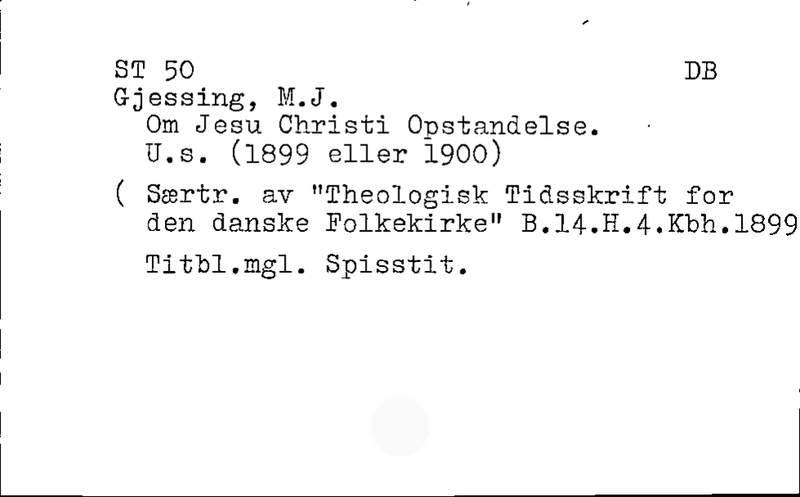 ST 50 DB
Gjessing, M.J.
Om Jesu Christi Opstandelse.
U.s. (1899 eller 1900)
( Særtr. av "Theologisk Tidsskrift for
den danske Folkekirke" B.14.H.4.Kbh.1899
Titbl.mgl. Spisstit.